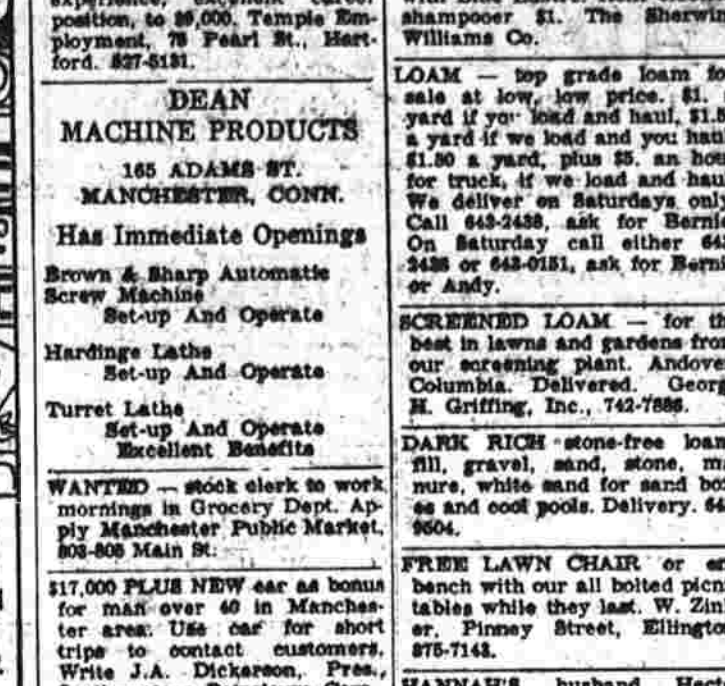 position, to $9,000. Temple Em-
ployment, 75 Pearl St., Hart-
ford. 527-5131.
DEAN
MACHINE PRODUCTS
165 ADAMS ST.
MANCHESTER, CONN.
Has Immediate Openings
Brown & Sharp Automatic
Screw Machine
Set-up And Operate
Hardinge Lathe
Set-up And Operate
Turret Lathe
Set-up And Operate
Excellent Benefits
WANTED — stock clerk to work
mornings in Grocery Dept. Ap-
ply Manchester Public Market,
803-805 Main St.
$17,000 PLUS NEW car as bonus
for man over 40 in Manches-
ter area. Use car for short
trips to contact customers.
Write J.A. Dickerson, Pres.,
shampooer $1. The Sherwin
Williams Co.
LOAM — top grade loam
sale at low, low price. $1.
yard if you load and haul,
a yard if we load and you haul
$1.50 a yard, plus $5. an hou
for truck, if we load and haul
We deliver on Saturdays only
Call 643-2438, ask for Berni
On Saturday call either
2438 or 643-0151, ask for Berni
or Andy.
SCREENED LOAM — for
best in lawns and gardens from
our screening plant. Andover
Columbia. Delivered. Georg
H. Griffing, Inc., 742-7886.
DARK RICH stone-free loam
fill, gravel, sand, stone, ma
nure, white sand for sand box
es and cool pools. Delivery.
9504.
FREE LAWN CHAIR or
bench with our all bolted picn
tables while they last. W. Zin
er, Pinney Street, Ellington
875-7143.
HANNAH'S husband Hect